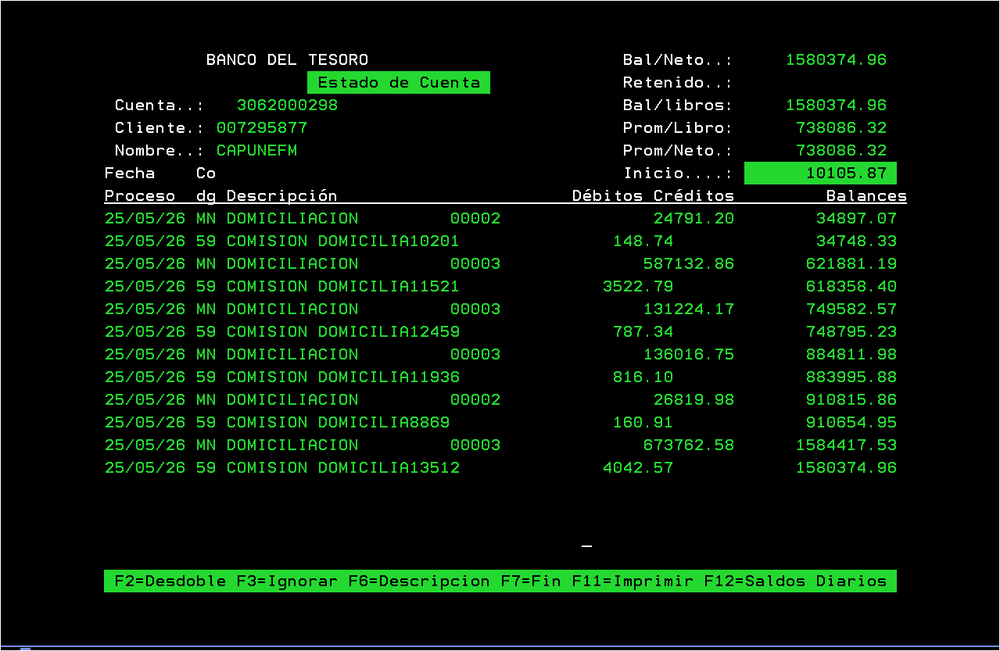 BANCO DEL TESORO Bal/Neto..: 1580374.96
Estado de Cuenta Retenido..:
Cuenta..: 3062000298 Bal/libros: 1580374.96
Cliente.: 007295877 Prom/Libro: 738086.32
Nombre..: CAPUNEFM Prom/Neto.: 738086.32
Fecha Co Inicio....: 10105.87
Proceso dg Descripción Débitos Créditos Balances
25/05/26 MN DOMICILIACION 00002 24791.20 34897.07
25/05/26 59 COMISION DOMICILIA10201 148.74 34748.33
25/05/26 MN DOMICILIACION 00003 587132.86 621881.19
25/05/26 59 COMISION DOMICILIA11521 3522.79 618358.40
25/05/26 MN DOMICILIACION 00003 131224.17 749582.57
25/05/26 59 COMISION DOMICILIA12459 787.34 748795.23
25/05/26 MN DOMICILIACION 00003 136016.75 884811.98
25/05/26 59 COMISION DOMICILIA11936 816.10 883995.88
25/05/26 MN DOMICILIACION 00002 26819.98 910815.86
25/05/26 59 COMISION DOMICILIA8869 160.91 910654.95
25/05/26 MN DOMICILIACION 00003 673762.58 1584417.53
25/05/26 59 COMISION DOMICILIA13512 4042.57 1580374.96
F2=Desdoble F3=Ignorar F6=Descripcion F7=Fin F11=Imprimir F12=Saldos Diarios